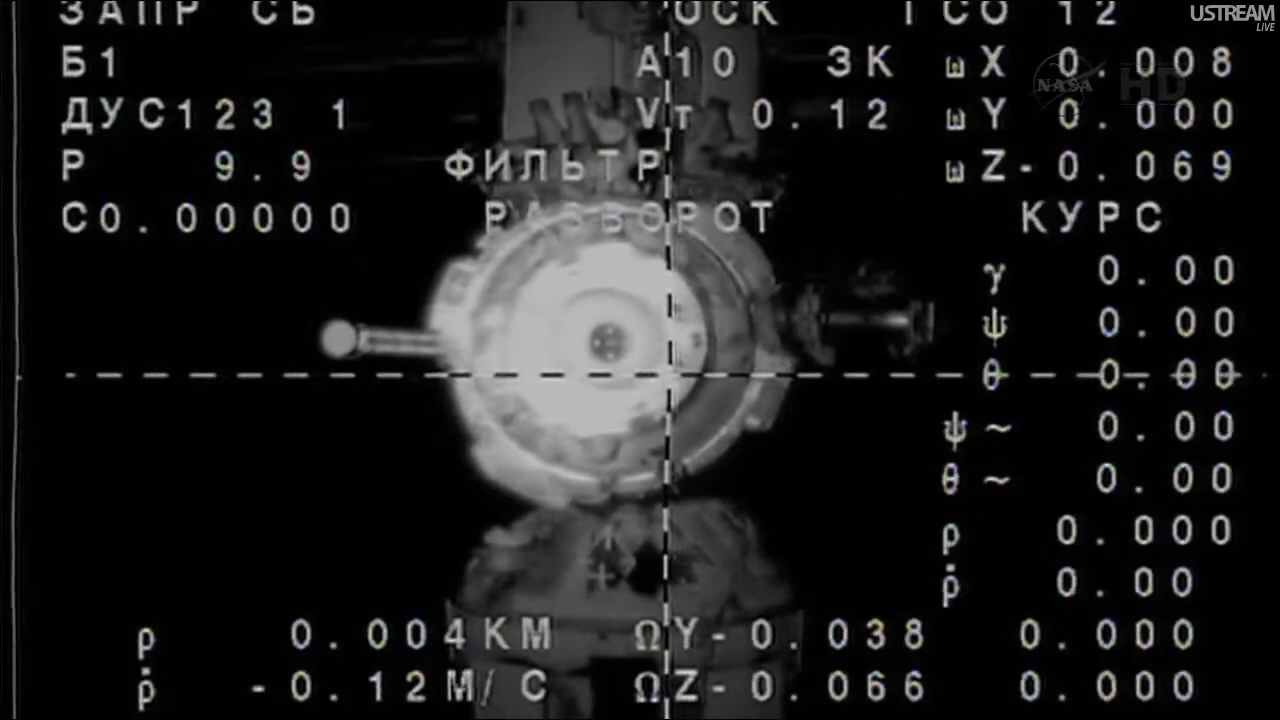 ЗАПР СБ ОСК ТСО 12 USTREAM
LIVE
Б1 А10 ЗК ωX 0.008
NASA HD
ДУС123 1 Vт 0.12 ωY 0.000
Р 9.9 ФИЛЬТР ωZ-0.069
С0.00000 РАЗВОРОТ КУРС
γ 0.00
ψ 0.00
θ 0.00
ψ ~ 0.00
θ ~ 0.00
ρ 0.000
ρ̇ 0.00
ρ 0.004КМ ΩY-0.038 0.000
ρ̇ -0.12М/С ΩZ-0.066 0.000